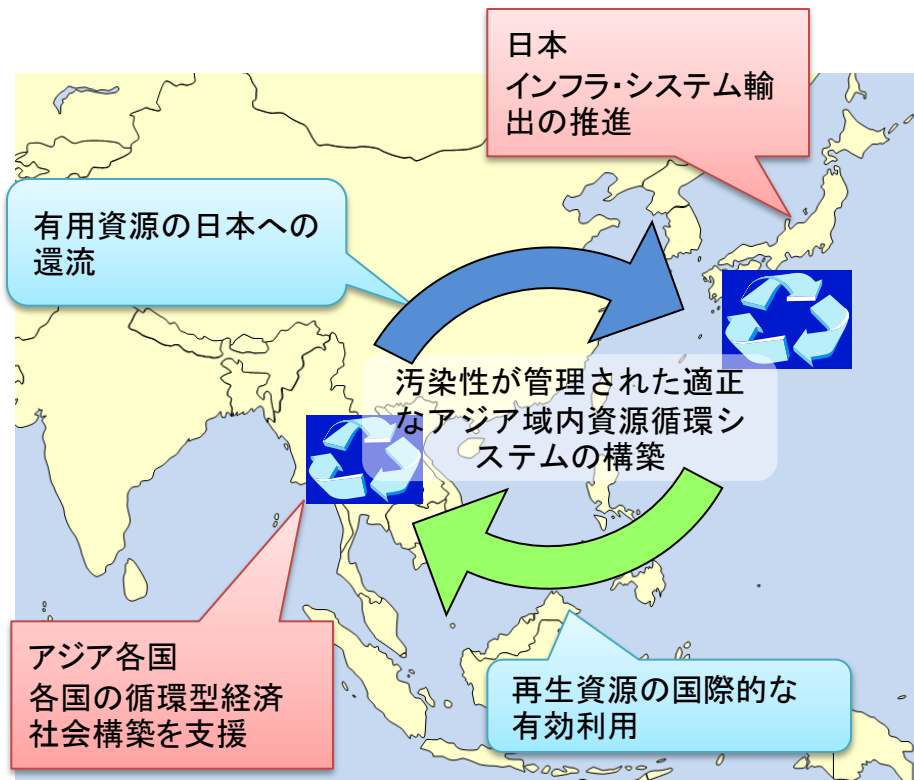 日本
インフラ・システム輸
出の推進
有用資源の日本への
還流
汚染性が管理された適正
なアジア域内資源循環シ
ステムの構築
アジア各国
各国の循環型経済
社会構築を支援
再生資源の国際的な
有効利用